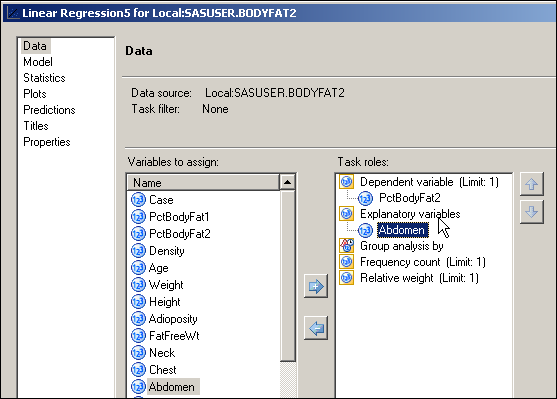 Linear Regression5 for Local:SASUSER.BODYFAT2
Data
Model
Statistics
Plots
Predictions
Titles
Properties
Data
Data source: Local:SASUSER.BODYFAT2
Task filter: None
Variables to assign:
Name
Case
PctBodyFat1
PctBodyFat2
Density
Age
Weight
Height
Adioposity
FatFreeWt
Neck
Chest
Abdomen
Task roles:
Dependent variable (Limit: 1)
PctBodyFat2
Explanatory variables
Abdomen
Group analysis by
Frequency count (Limit: 1)
Relative weight (Limit: 1)